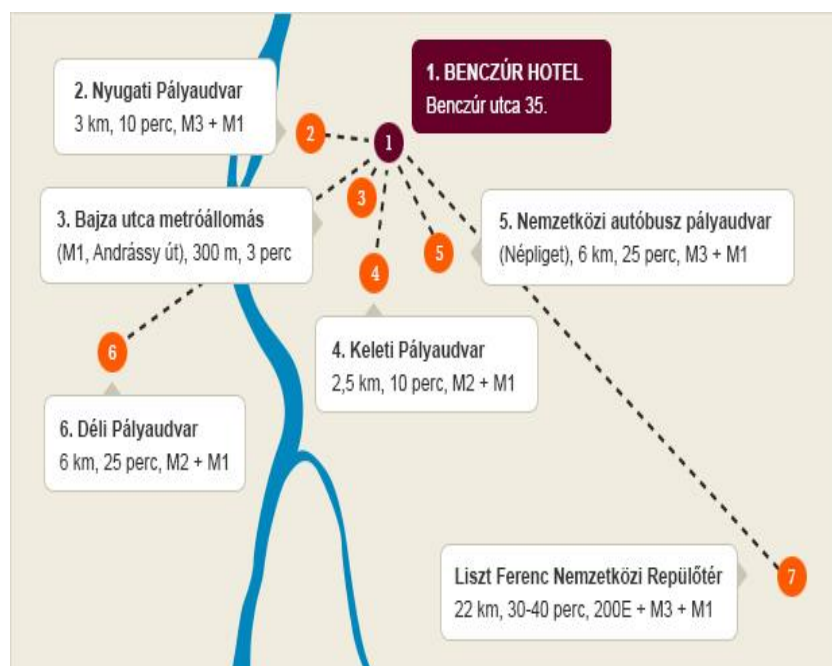 1. BENCZÚR HOTEL
Benczúr utca 35.
2. Nyugati Pályaudvar
3 km, 10 perc, M3 + M1
2
1
3. Bajza utca metróállomás
(M1, Andrássy út), 300 m, 3 perc
3
5. Nemzetközi autóbusz pályaudvar
(Népliget), 6 km, 25 perc, M3 + M1
5
4
4. Keleti Pályaudvar
2,5 km, 10 perc, M2 + M1
6
6. Déli Pályaudvar
6 km, 25 perc, M2 + M1
Liszt Ferenc Nemzetközi Repülőtér
22 km, 30-40 perc, 200E + M3 + M1
7